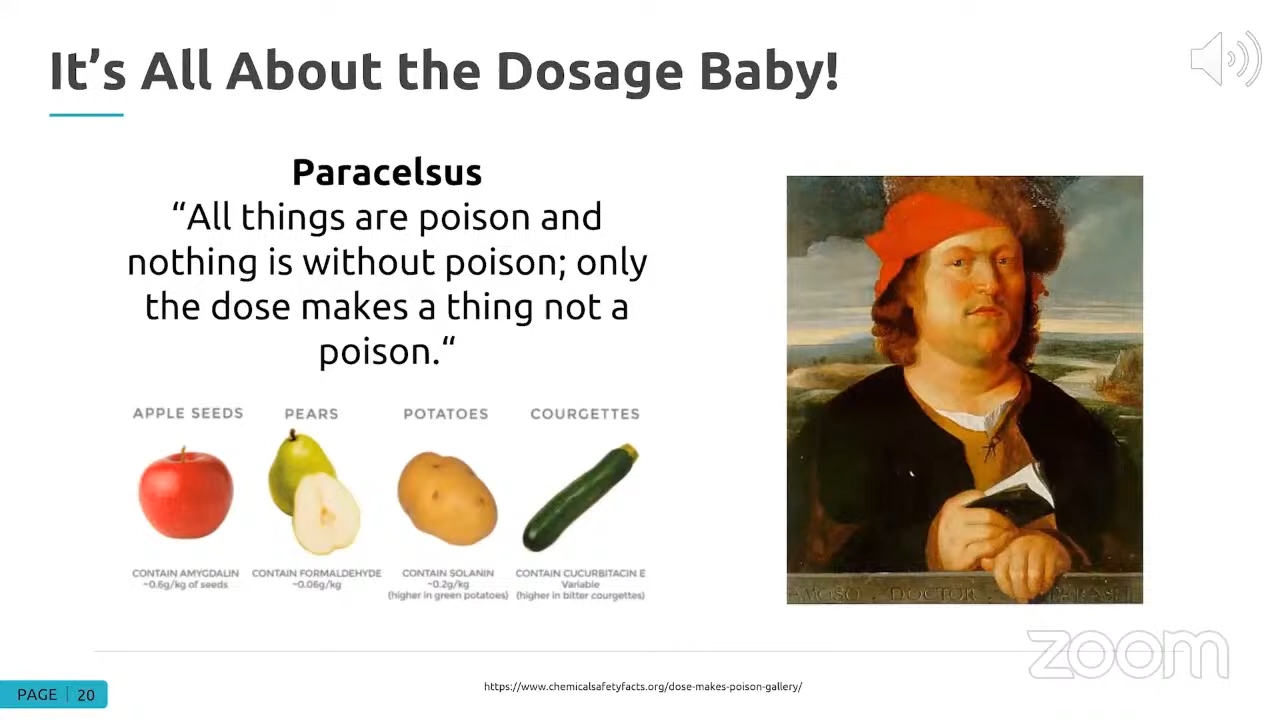 It's All About the Dosage Baby!
Paracelsus
“All things are poison and
nothing is without poison; only
the dose makes a thing not a
poison.“
APPLE SEEDS
PEARS
POTATOES
COURGETTES
CONTAIN AMYGDALIN
~0.6g/kg of seeds
CONTAIN FORMALDEHYDE
~0.06g/kg
CONTAIN SOLANIN
~0.2g/kg
(higher in green potatoes)
CONTAIN CUCURBITACIN E
Variable
(higher in bitter courgettes)
DOCTOR
zoom
https://www.chemicalsafetyfacts.org/dose-makes-poison-gallery/
PAGE | 20